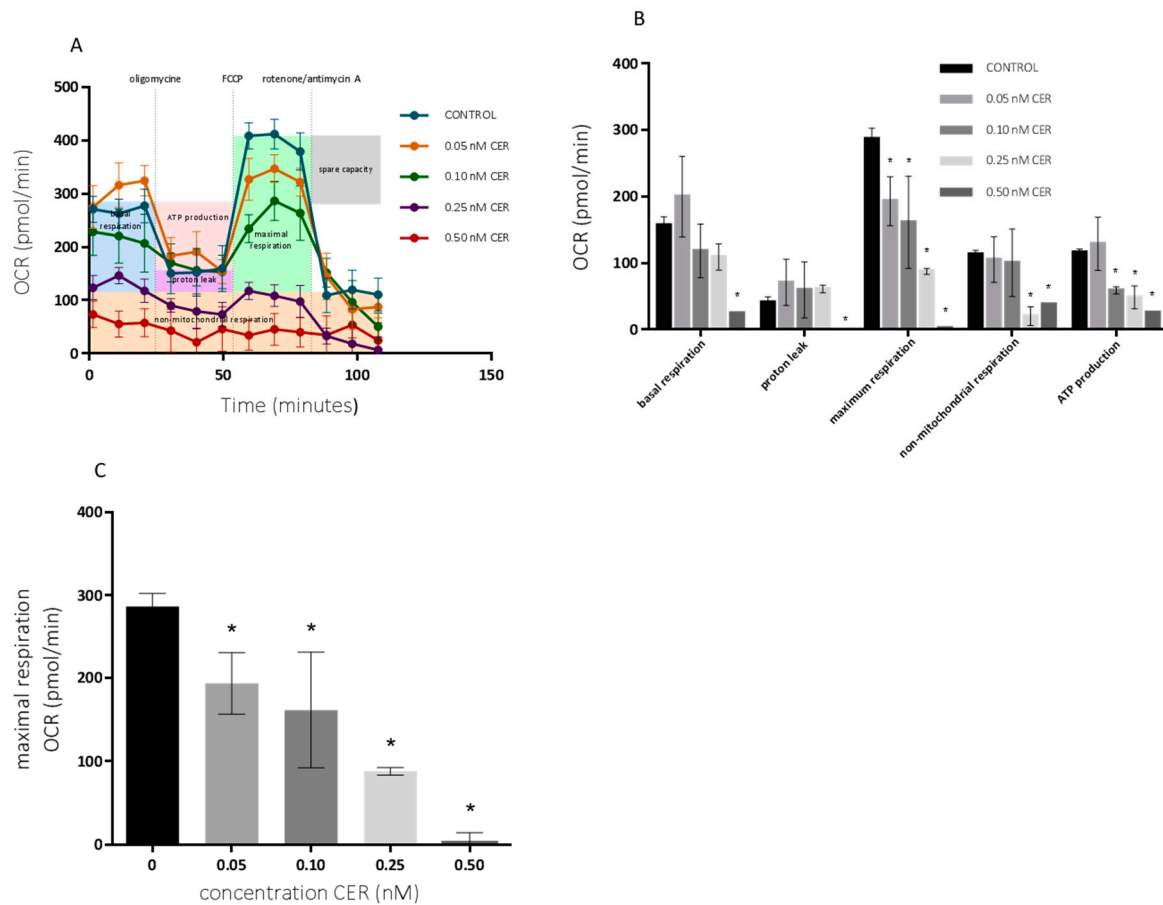 A
oligomycine FCCP rotenone/antimycin A
500
400
300
200
100
0
OCR (pmol/min)
0 50 100 150
Time (minutes)
basal
respiration
ATP production
proton leak
maximal
respiration
spare capacity
non-mitochondrial respiration
CONTROL
0.05 nM CER
0.10 nM CER
0.25 nM CER
0.50 nM CER
B
400
300
200
100
0
OCR (pmol/min)
CONTROL
0.05 nM CER
0.10 nM CER
0.25 nM CER
0.50 nM CER
* * * * * * * * * * *
basal respiration
proton leak
maximum respiration
non-mitochondrial respiration
ATP production
C
400
300
200
100
0
maximal respiration
OCR (pmol/min)
* * * *
0 0.05 0.10 0.25 0.50
concentration CER (nM)